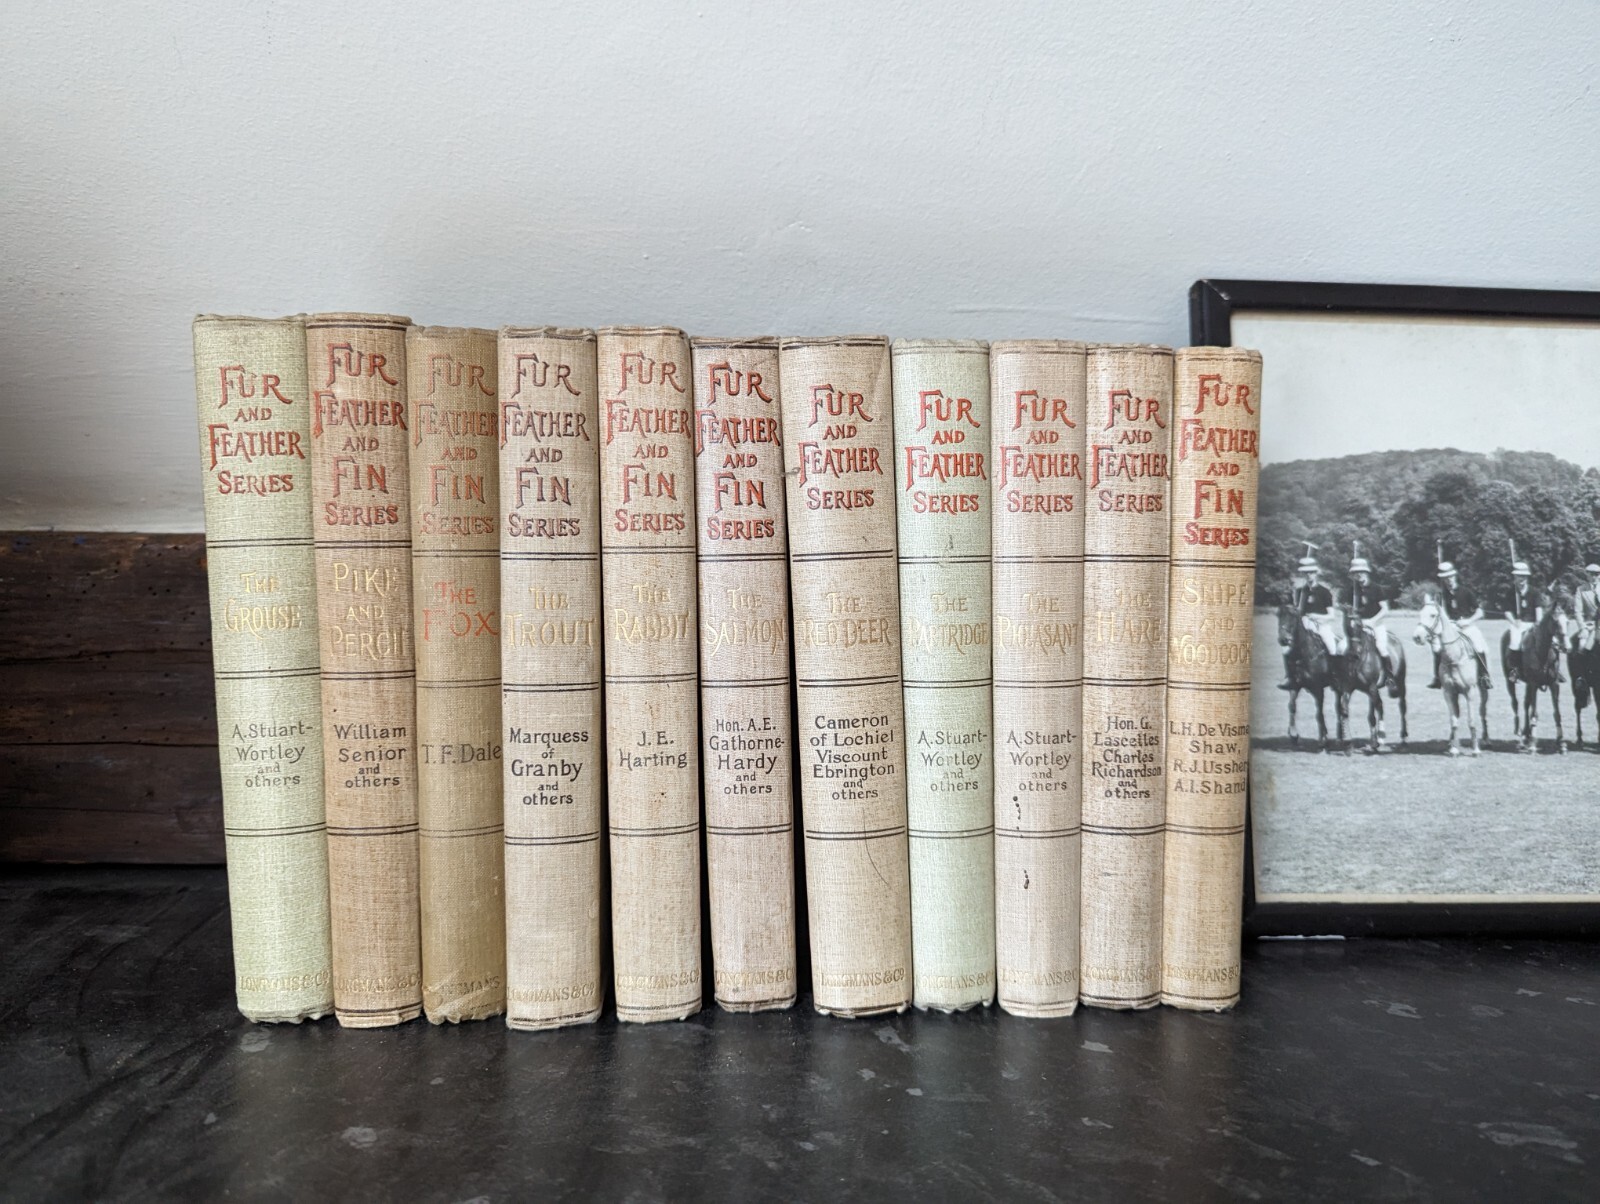 FUR
AND
FEATHER
SERIES
THE
GROUSE
A. Stuart-
Wortley
and
others
LONGMANS & Co
FUR
FEATHER
AND
FIN
SERIES
PIKE
AND
PERCH
William
Senior
and
others
LONGMANS & Co
FUR
FEATHER
AND
FIN
SERIES
THE
FOX
T. F. Dale
LONGMANS
FUR
FEATHER
AND
FIN
SERIES
THE
TROUT
Marquess
of
Granby
and
others
LONGMANS & Co
FUR
FEATHER
AND
FIN
SERIES
THE
RABBIT
J. E.
Harting
LONGMANS & Co
FUR
FEATHER
AND
FIN
SERIES
THE
SALMON
Hon. A. E.
Gathorne-
Hardy
and
others
LONGMANS & Co
FUR
AND
FEATHER
SERIES
THE
RED DEER
Cameron
of Lochiel
Viscount
Ebrington
and
others
LONGMANS & Co
FUR
AND
FEATHER
SERIES
THE
PARTRIDGE
A. Stuart-
Wortley
and
others
LONGMANS & Co
FUR
AND
FEATHER
SERIES
THE
PHEASANT
A. Stuart-
Wortley
and
others
LONGMANS & Co
FUR
AND
FEATHER
SERIES
THE
HARE
Hon. G.
Lascelles
Charles
Richardson
and
others
LONGMANS & Co
FUR
FEATHER
AND
FIN
SERIES
SNIPE
AND
WOODCOCK
L. H. De Visme
Shaw,
R. J. Ussher
A. I. Shand
LONGMANS & Co